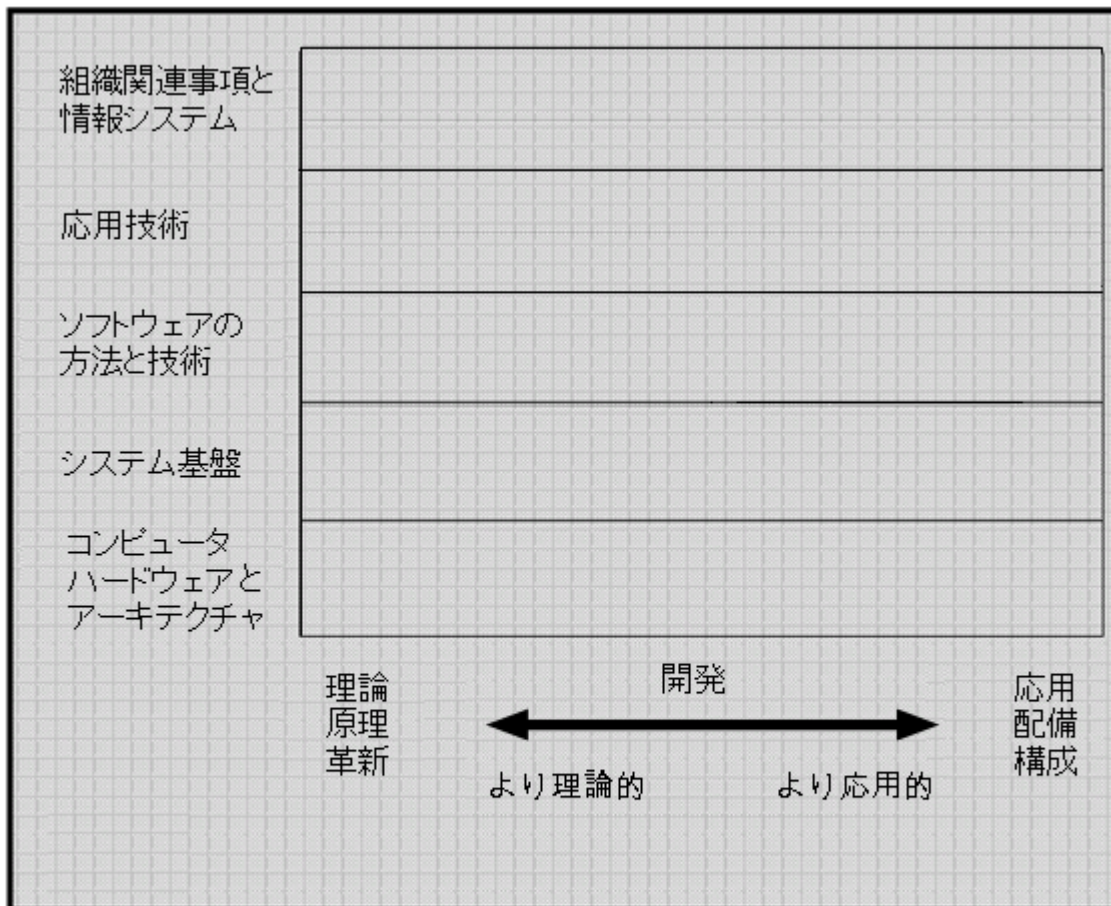 組織関連事項と
情報システム
応用技術
ソフトウェアの
方法と技術
システム基盤
コンピュータ
ハードウェアと
アーキテクチャ
理論
原理
革新
開発
より理論的
より応用的
応用
配備
構成